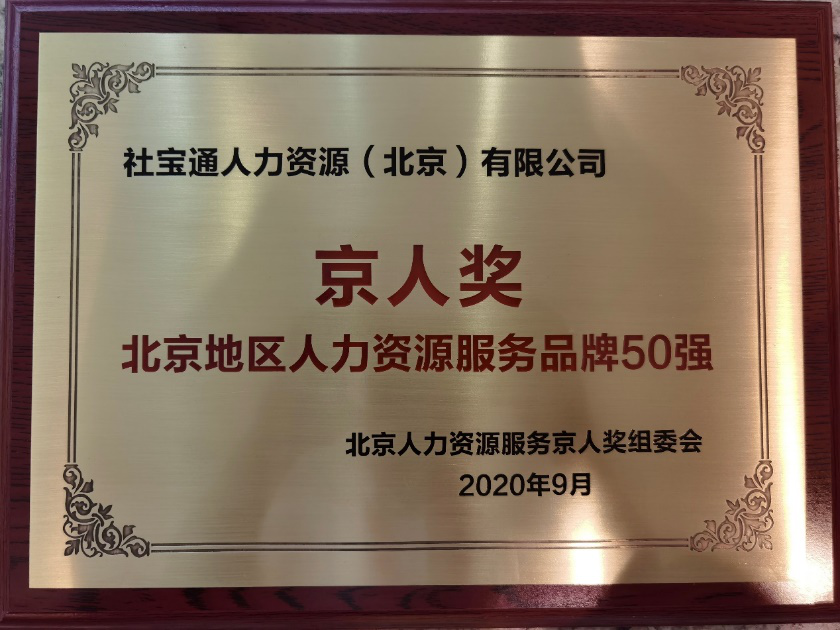 社宝通人力资源（北京）有限公司
京人奖
北京地区人力资源服务品牌50强
北京人力资源服务京人奖组委会
2020年9月